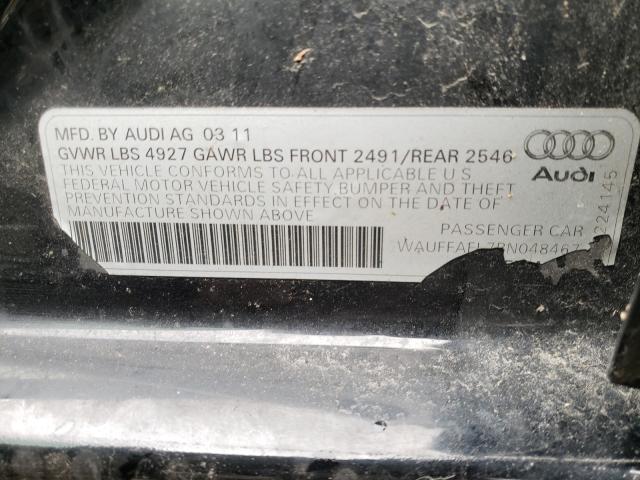 MFD. BY AUDI AG 03 11
GVWR LBS 4927 GAWR LBS FRONT 2491/REAR 2546
THIS VEHICLE CONFORMS TO ALL APPLICABLE U S
FEDERAL MOTOR VEHICLE SAFETY, BUMPER AND THEFT
PREVENTION STANDARDS IN EFFECT ON THE DATE OF
MANUFACTURE SHOWN ABOVE
Audi
PASSENGER CAR
224145